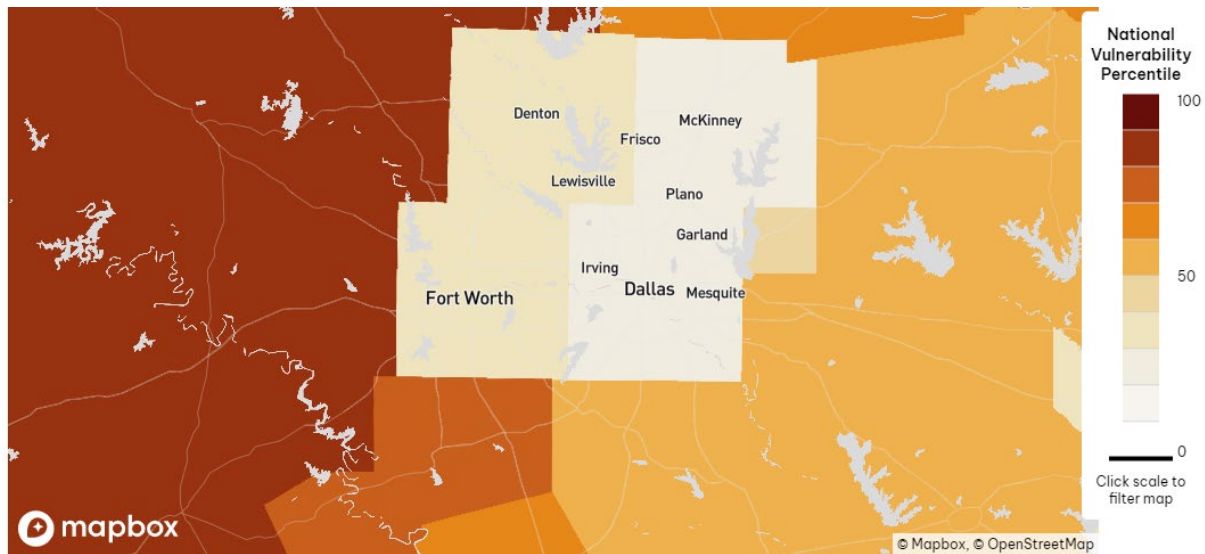 Denton
McKinney
Frisco
Lewisville
Plano
Garland
Irving
Dallas
Mesquite
Fort Worth
National
Vulnerability
Percentile
100
50
0
Click scale to
filter map
mapbox
© Mapbox, © OpenStreetMap